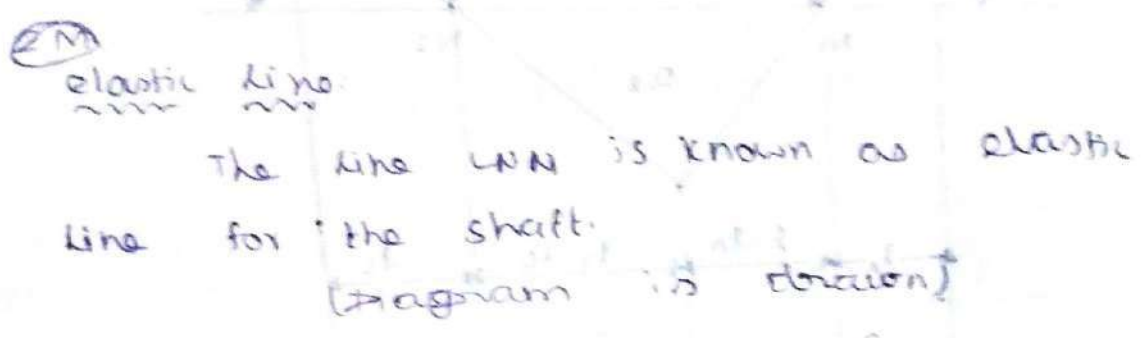 2M
elastic line.
The line LNN is known as elastic
line for the shaft.
(Diagram is drawn)